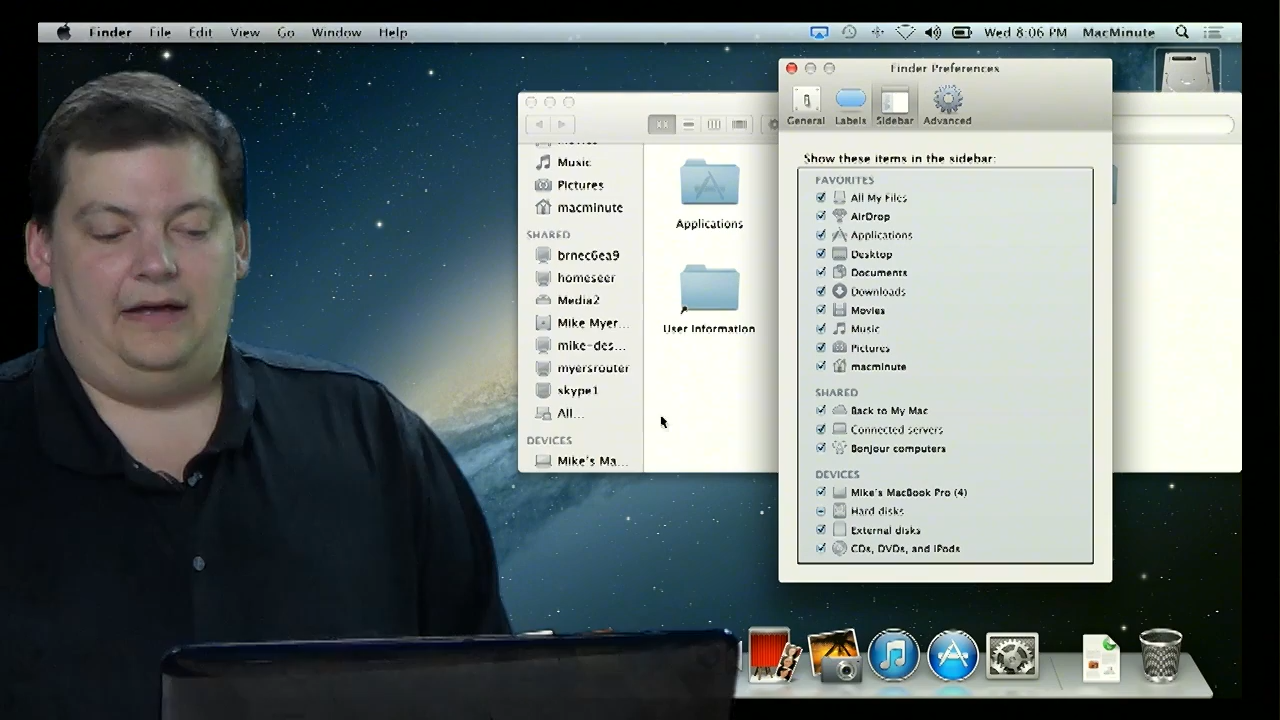 Finder File Edit View Go Window Help
Wed 8:06 PM MacMinute
Finder Preferences
General Labels Sidebar Advanced
Show these items in the sidebar:
FAVORITES
All My Files
AirDrop
Applications
Desktop
Documents
Downloads
Movies
Music
Pictures
macminute
SHARED
Back to My Mac
Connected servers
Bonjour computers
DEVICES
Mike's MacBook Pro (4)
Hard disks
External disks
CDs, DVDs, and iPods
Music
Pictures
macminute
SHARED
brnec6ea9
homeseer
Media2
Mike Myer...
mike-des...
myersrouter
skype1
All...
DEVICES
Mike's Ma...
Applications
User Information